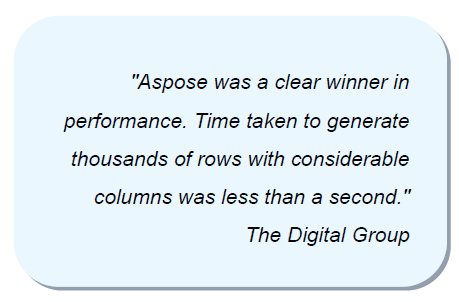 "Aspose was a clear winner in
performance. Time taken to generate
thousands of rows with considerable
columns was less than a second."
The Digital Group